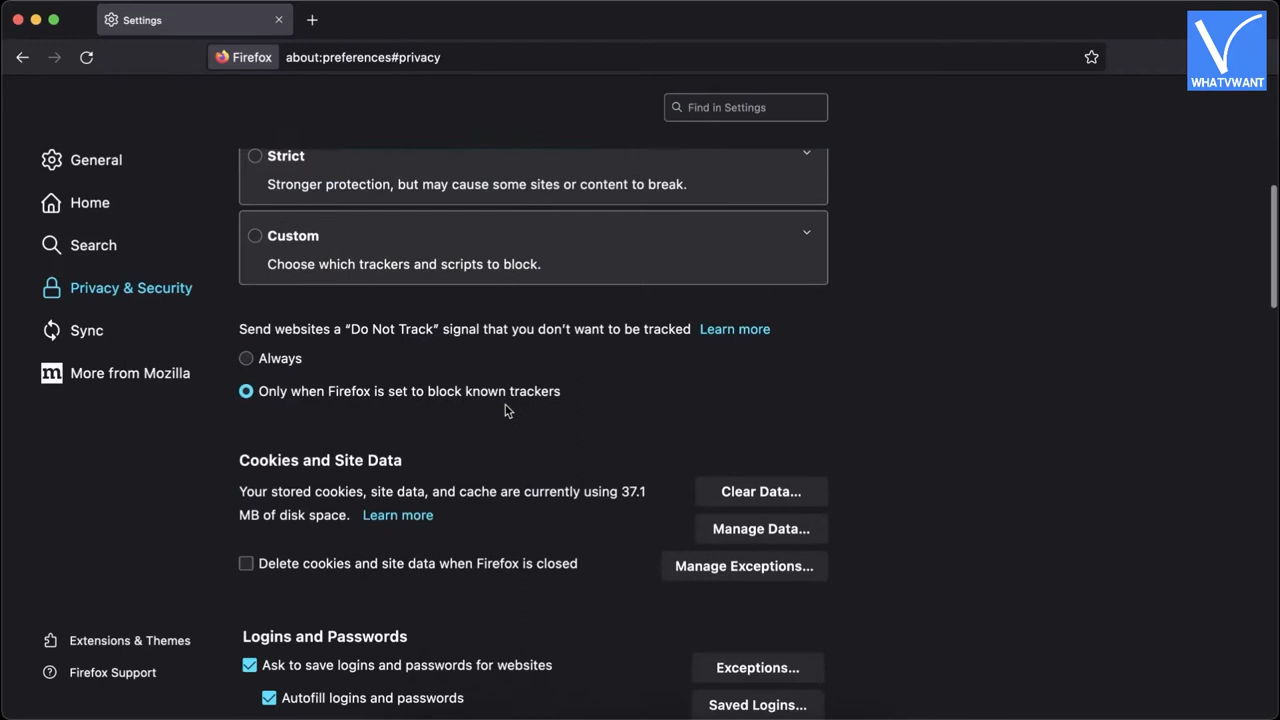 Settings
Firefox about:preferences#privacy
WHATVWANT
Find in Settings
General
Home
Search
Privacy & Security
Sync
More from Mozilla
Extensions & Themes
Firefox Support
Strict
Stronger protection, but may cause some sites or content to break.
Custom
Choose which trackers and scripts to block.
Send websites a “Do Not Track” signal that you don’t want to be tracked Learn more
Always
Only when Firefox is set to block known trackers
Cookies and Site Data
Your stored cookies, site data, and cache are currently using 37.1
MB of disk space. Learn more
Clear Data...
Manage Data...
Delete cookies and site data when Firefox is closed
Manage Exceptions...
Logins and Passwords
Ask to save logins and passwords for websites
Exceptions...
Autofill logins and passwords
Saved Logins...